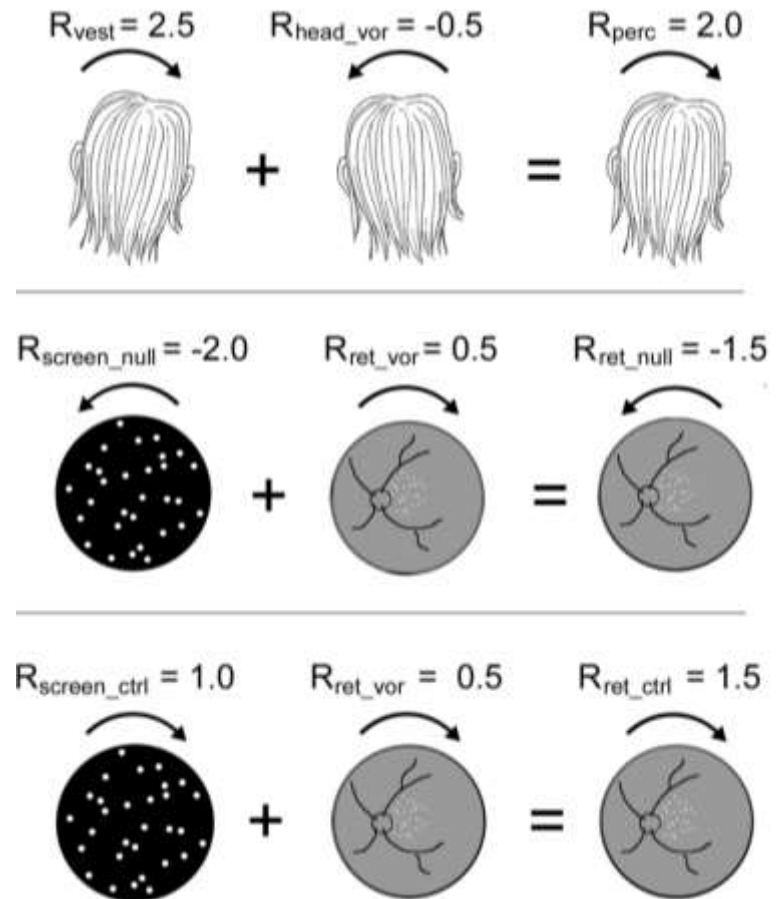 R_vest = 2.5 R_head_vor = -0.5 R_perc = 2.0
+ =
R_screen_null = -2.0 R_ret_vor = 0.5 R_ret_null = -1.5
+ =
R_screen_ctrl = 1.0 R_ret_vor = 0.5 R_ret_ctrl = 1.5
+ =